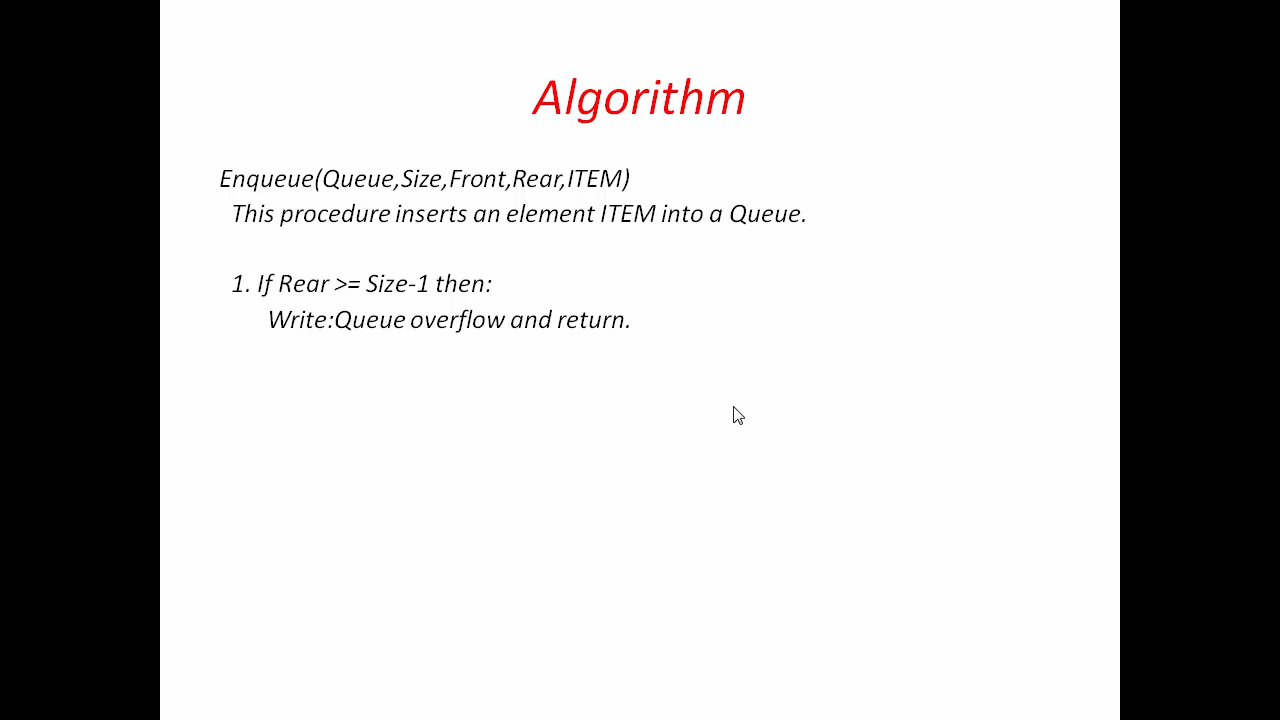 Algorithm
Enqueue(Queue,Size,Front,Rear,ITEM)
This procedure inserts an element ITEM into a Queue.
1. If Rear >= Size-1 then:
Write:Queue overflow and return.